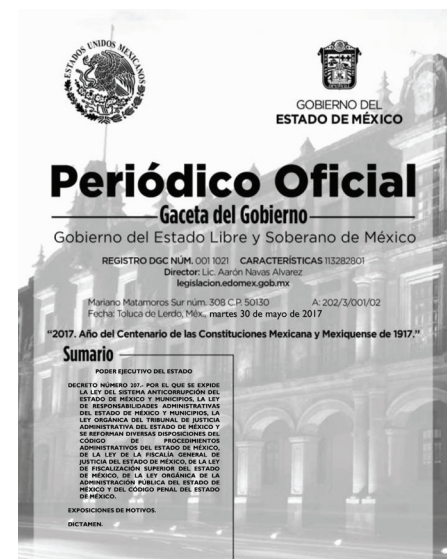 ESTADOS UNIDOS MEXICANOS
GOBIERNO DEL
ESTADO DE MÉXICO
Periódico Oficial
Gaceta del Gobierno
Gobierno del Estado Libre y Soberano de México
REGISTRO DGC NÚM. 001 1021 CARACTERÍSTICAS 113282801
Director: Lic. Aarón Navas Alvarez
legislacion.edomex.gob.mx
Mariano Matamoros Sur núm. 308 C.P. 50130 A: 202/3/001/02
Fecha: Toluca de Lerdo, Méx., martes 30 de mayo de 2017
“2017. Año del Centenario de las Constituciones Mexicana y Mexiquense de 1917.”
Sumario
PODER EJECUTIVO DEL ESTADO
DECRETO NÚMERO 207.- POR EL QUE SE EXPIDE
LA LEY DEL SISTEMA ANTICORRUPCIÓN DEL
ESTADO DE MÉXICO Y MUNICIPIOS, LA LEY
DE RESPONSABILIDADES ADMINISTRATIVAS
DEL ESTADO DE MÉXICO Y MUNICIPIOS, LA
LEY ORGÁNICA DEL TRIBUNAL DE JUSTICIA
ADMINISTRATIVA DEL ESTADO DE MÉXICO Y
SE REFORMAN DIVERSAS DISPOSICIONES DEL
CÓDIGO DE PROCEDIMIENTOS
ADMINISTRATIVOS DEL ESTADO DE MÉXICO,
DE LA LEY DE LA FISCALÍA GENERAL DE
JUSTICIA DEL ESTADO DE MÉXICO, DE LA LEY
DE FISCALIZACIÓN SUPERIOR DEL ESTADO
DE MÉXICO, DE LA LEY ORGÁNICA DE LA
ADMINISTRACIÓN PÚBLICA DEL ESTADO DE
MÉXICO Y DEL CÓDIGO PENAL DEL ESTADO
DE MÉXICO.
EXPOSICIONES DE MOTIVOS.
DICTAMEN.